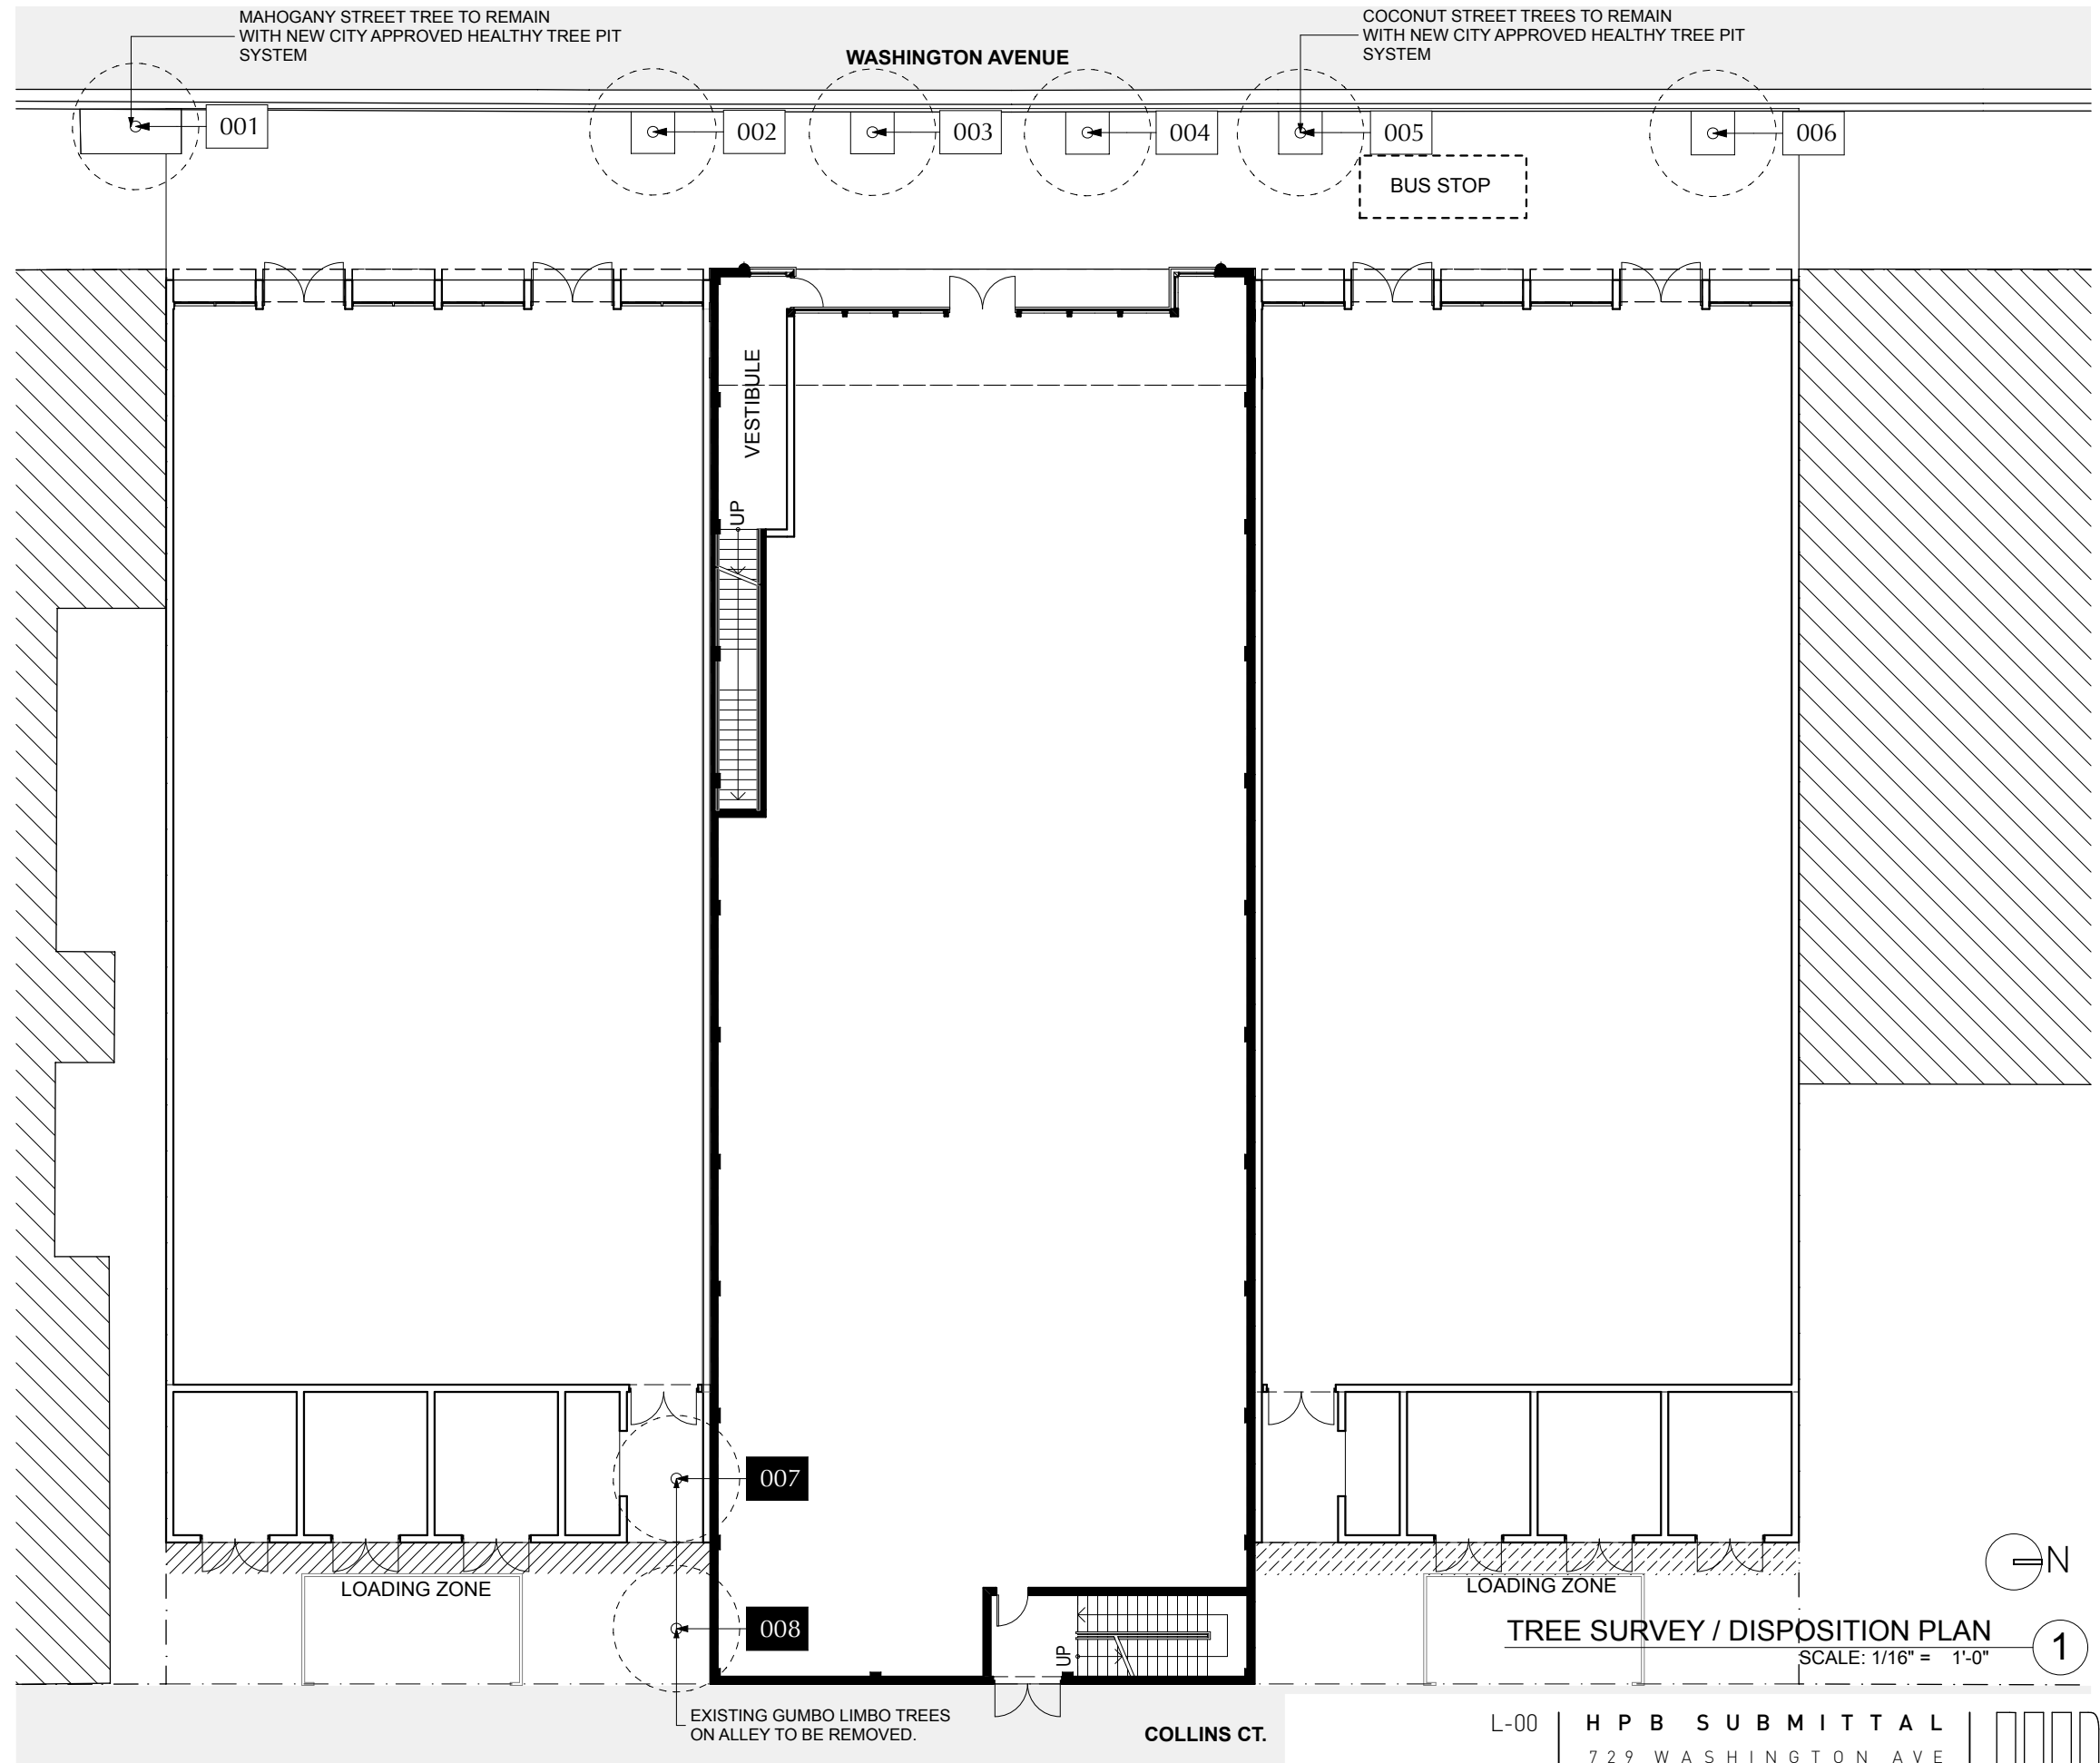 MAHOGANY STREET TREE TO REMAIN
WITH NEW CITY APPROVED HEALTHY TREE PIT
SYSTEM
COCONUT STREET TREES TO REMAIN
WITH NEW CITY APPROVED HEALTHY TREE PIT
SYSTEM
WASHINGTON AVENUE
001
002
003
004
005
006
BUS STOP
VESTIBULE
UP
007
008
LOADING ZONE
LOADING ZONE
UP
N
TREE SURVEY / DISPOSITION PLAN
SCALE: 1/16" = 1'-0"
1
EXISTING GUMBO LIMBO TREES
ON ALLEY TO BE REMOVED.
COLLINS CT.
L-00
HPB SUBMITTAL
729 WASHINGTON AVE